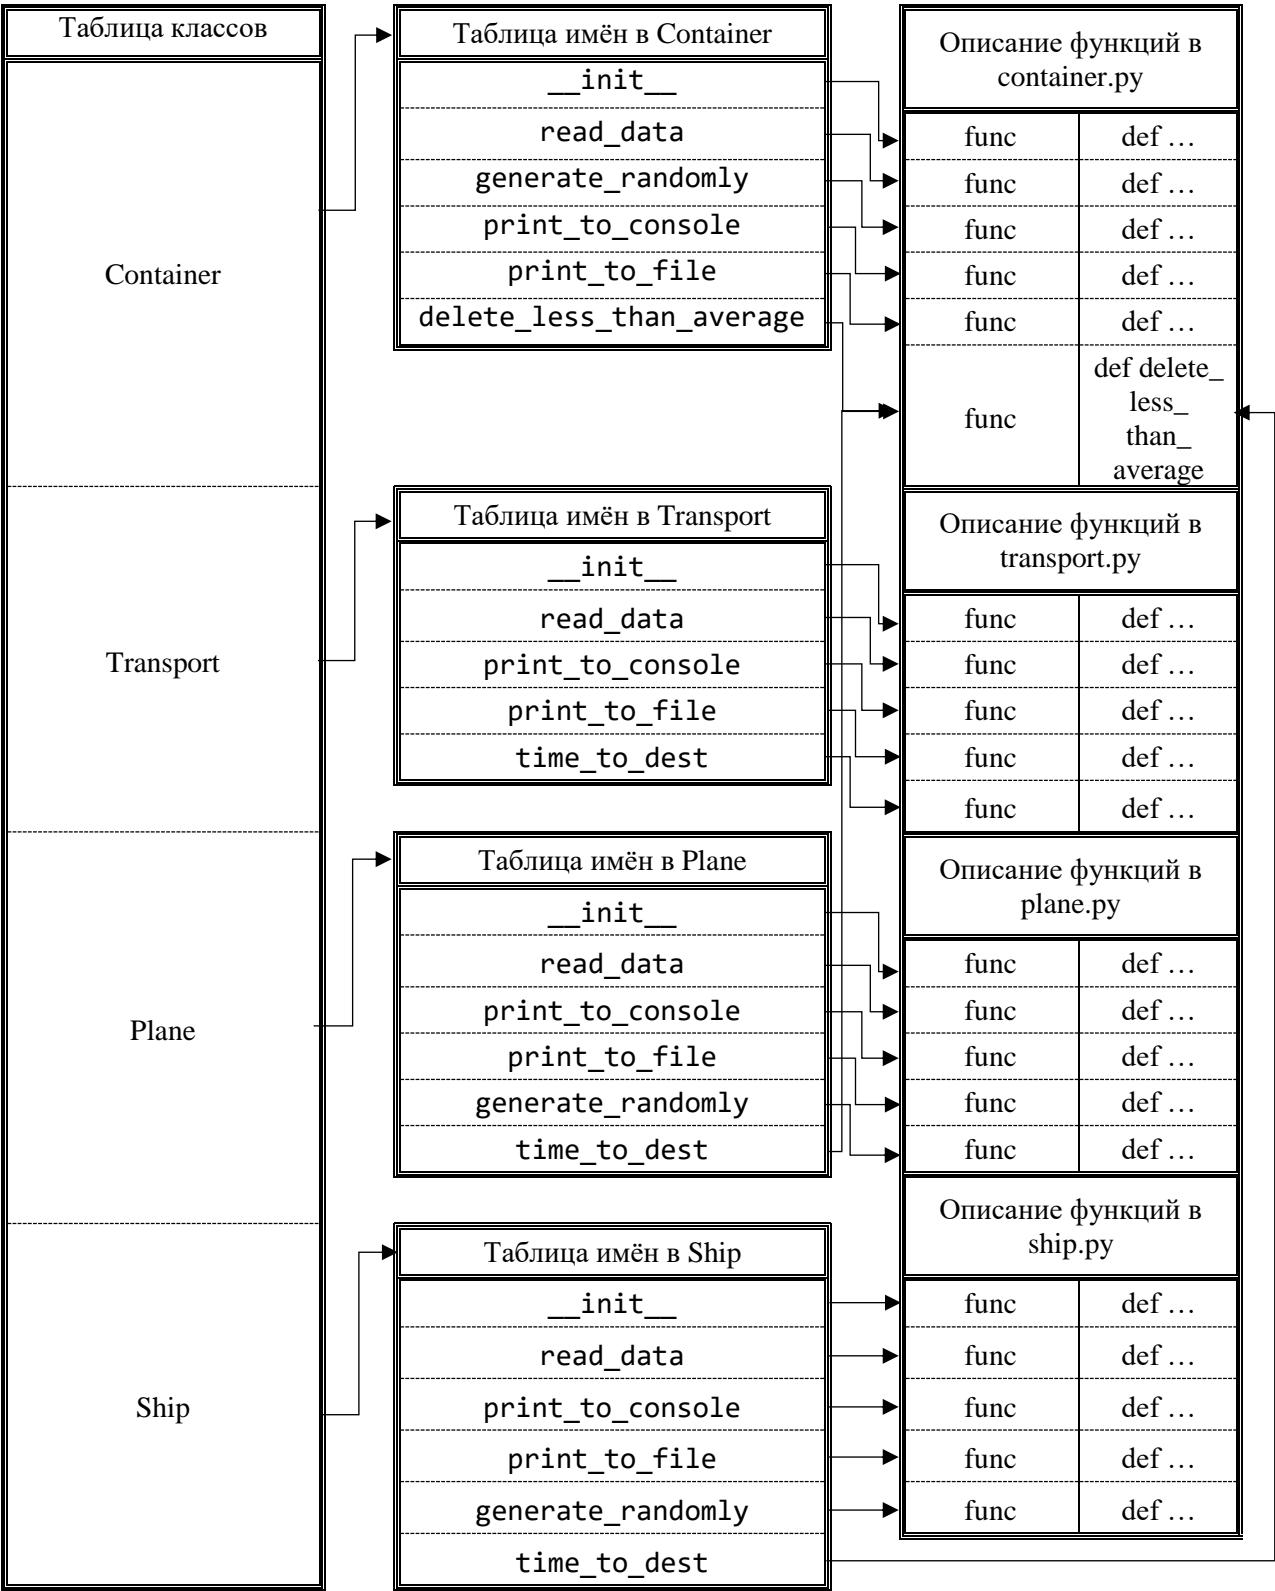 Таблица классов
Container
Transport
Plane
Ship
Таблица имён в Container
__init__
read_data
generate_randomly
print_to_console
print_to_file
delete_less_than_average
Таблица имён в Transport
__init__
read_data
print_to_console
print_to_file
time_to_dest
Таблица имён в Plane
__init__
read_data
print_to_console
print_to_file
generate_randomly
time_to_dest
Таблица имён в Ship
__init__
read_data
print_to_console
print_to_file
generate_randomly
time_to_dest
Описание функций в
container.py
func def …
func def …
func def …
func def …
func def …
func
def delete_
less_
than_
average
Описание функций в
transport.py
func def …
func def …
func def …
func def …
func def …
Описание функций в
plane.py
func def …
func def …
func def …
func def …
func def …
Описание функций в
ship.py
func def …
func def …
func def …
func def …
func def …